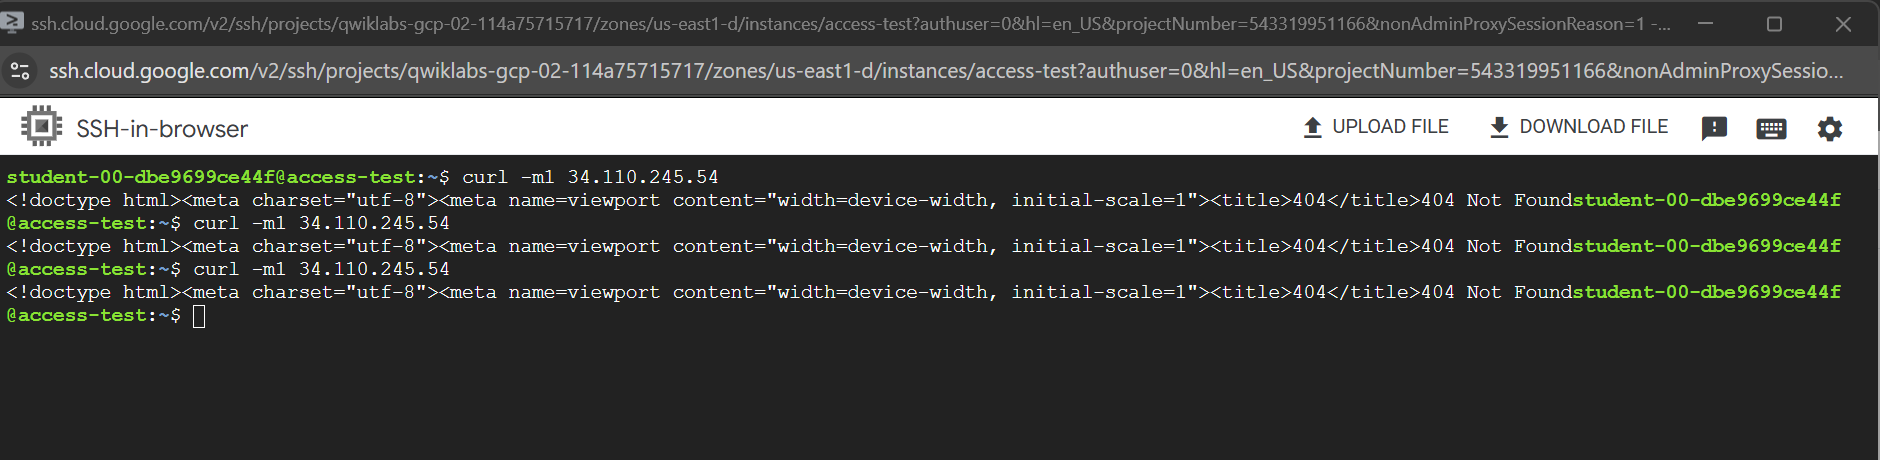 ssh.cloud.google.com/v2/ssh/projects/qwiklabs-gcp-02-114a75715717/zones/us-east1-d/instances/access-test?authuser=0&hl=en_US&projectNumber=543319951166&nonAdminProxySessionReason=1 -...
ssh.cloud.google.com/v2/ssh/projects/qwiklabs-gcp-02-114a75715717/zones/us-east1-d/instances/access-test?authuser=0&hl=en_US&projectNumber=543319951166&nonAdminProxySessio...
SSH-in-browser UPLOAD FILE DOWNLOAD FILE
student-00-dbe9699ce44f@access-test:~$ curl -m1 34.110.245.54
<!doctype html><meta charset="utf-8"><meta name=viewport content="width=device-width, initial-scale=1"><title>404</title>404 Not Foundstudent-00-dbe9699ce44f
@access-test:~$ curl -m1 34.110.245.54
<!doctype html><meta charset="utf-8"><meta name=viewport content="width=device-width, initial-scale=1"><title>404</title>404 Not Foundstudent-00-dbe9699ce44f
@access-test:~$ curl -m1 34.110.245.54
<!doctype html><meta charset="utf-8"><meta name=viewport content="width=device-width, initial-scale=1"><title>404</title>404 Not Foundstudent-00-dbe9699ce44f
@access-test:~$